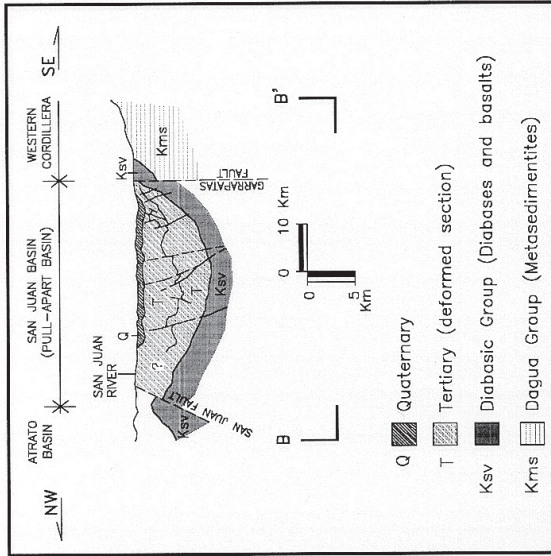 NW
SE
ATRATO
BASIN
SAN JUAN BASIN
(PULL-APART BASIN)
WESTERN
CORDILLERA
SAN JUAN
RIVER
Q
Ksv
Ksv
?
T
T
Ksv
Kms
SAN JUAN FAULT
GARRAPATAS
FAULT
B
B'
0 10 Km
0
5
Km
Q Quaternary
T Tertiary (deformed section)
Ksv Diabasic Group (Diabases and basalts)
Kms Dagua Group (Metasedimentites)